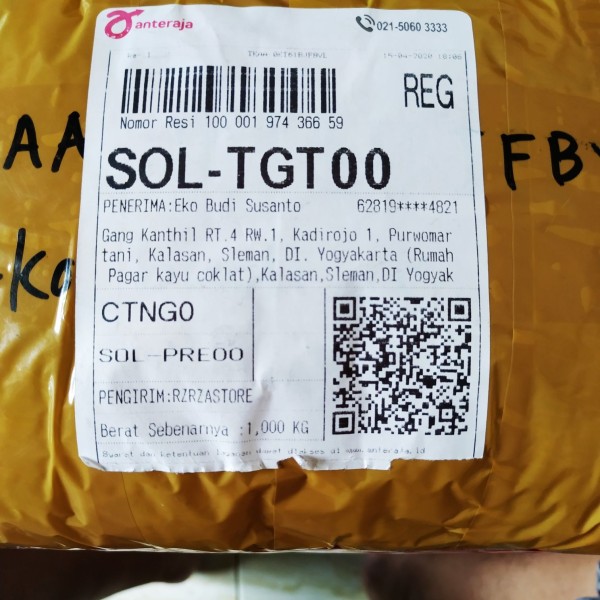 anteraja
021-5060 3333
REG
Nomor Resi 100 001 974 366 59
AA
FBY
SOL-TGT00
PENERIMA:Eko Budi Susanto 62819****4821
Gang Kanthil RT.4 RW.1, Kadirojo 1, Purwomar
tani, Kalasan, Sleman, DI. Yogyakarta (Rumah
Pagar kayu coklat),Kalasan,Sleman,DI Yogyak
CTNG0
SOL-PRE00
PENGIRIM:RZRZASTORE
Berat Sebenarnya :1,000 KG